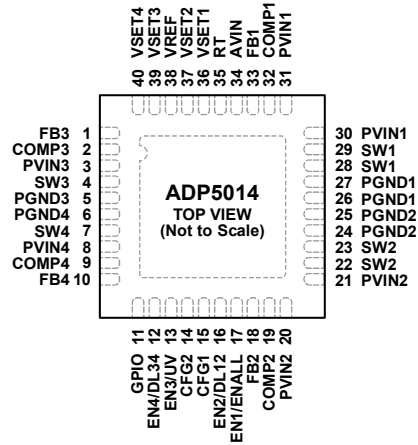 40 VSET4
39 VSET3
38 VREF
37 VSET2
36 VSET1
35 RT
34 AVIN
33 FB1
32 COMP1
31 PVIN1
FB3 1
COMP3 2
PVIN3 3
SW3 4
PGND3 5
PGND4 6
SW4 7
PVIN4 8
COMP4 9
FB4 10
ADP5014
TOP VIEW
(Not to Scale)
30 PVIN1
29 SW1
28 SW1
27 PGND1
26 PGND1
25 PGND2
24 PGND2
23 SW2
22 SW2
21 PVIN2
GPIO 11
EN4/DL34 12
EN3/UV 13
CFG2 14
CFG1 15
EN2/DL12 16
EN1/ENALL 17
FB2 18
COMP2 19
PVIN2 20